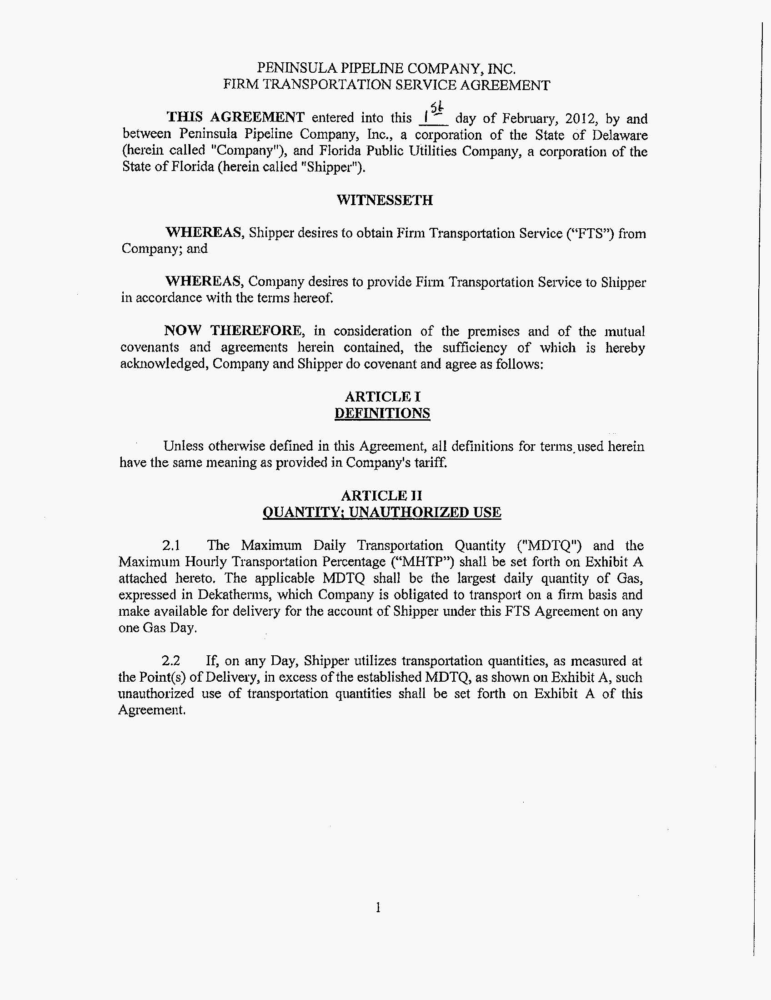 PENINSULA PIPELINE COMPANY, INC.
FIRM TRANSPORTATION SERVICE AGREEMENT
THIS AGREEMENT entered into this 1st day of February, 2012, by and
between Peninsula Pipeline Company, Inc., a corporation of the State of Delaware
(herein called "Company"), and Florida Public Utilities Company, a corporation of the
State of Florida (herein called "Shipper").
WITNESSETH
WHEREAS, Shipper desires to obtain Firm Transportation Service (“FTS”) from
Company; and
WHEREAS, Company desires to provide Firm Transportation Service to Shipper
in accordance with the terms hereof.
NOW THEREFORE, in consideration of the premises and of the mutual
covenants and agreements herein contained, the sufficiency of which is hereby
acknowledged, Company and Shipper do covenant and agree as follows:
ARTICLE I
DEFINITIONS
Unless otherwise defined in this Agreement, all definitions for terms used herein
have the same meaning as provided in Company's tariff.
ARTICLE II
QUANTITY; UNAUTHORIZED USE
2.1 The Maximum Daily Transportation Quantity ("MDTQ") and the
Maximum Hourly Transportation Percentage (“MHTP”) shall be set forth on Exhibit A
attached hereto. The applicable MDTQ shall be the largest daily quantity of Gas,
expressed in Dekatherms, which Company is obligated to transport on a firm basis and
make available for delivery for the account of Shipper under this FTS Agreement on any
one Gas Day.
2.2 If, on any Day, Shipper utilizes transportation quantities, as measured at
the Point(s) of Delivery, in excess of the established MDTQ, as shown on Exhibit A, such
unauthorized use of transportation quantities shall be set forth on Exhibit A of this
Agreement.
1